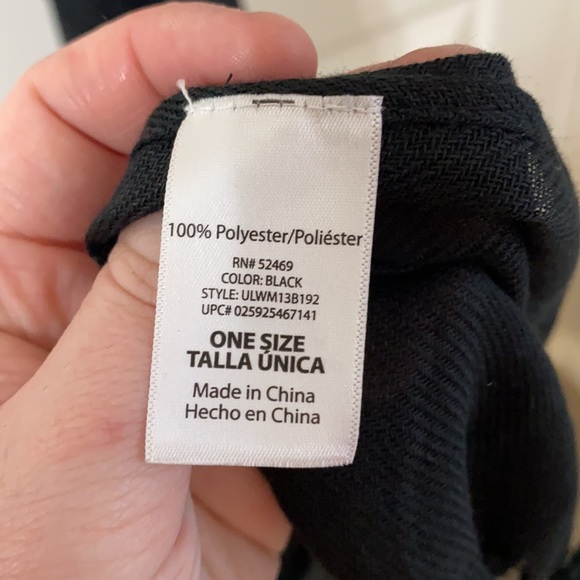 100% Polyester/Poliéster
RN# 52469
COLOR: BLACK
STYLE: ULWM13B192
UPC# 025925467141
ONE SIZE
TALLA ÚNICA
Made in China
Hecho en China